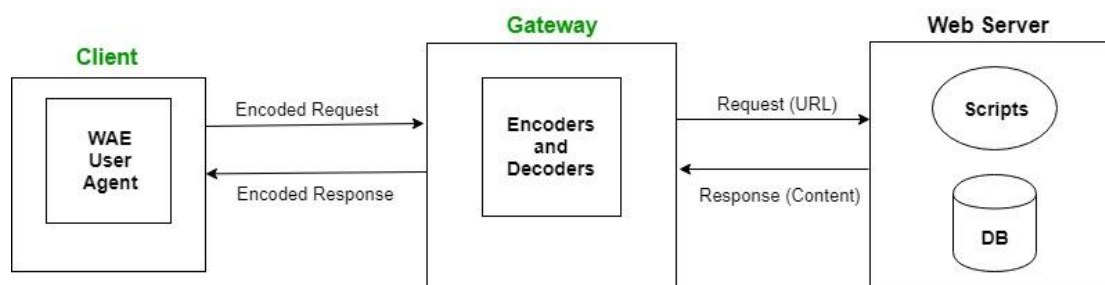 Client
WAE
User
Agent
Encoded Request
Encoded Response
Gateway
Encoders
and
Decoders
Request (URL)
Response (Content)
Web Server
Scripts
DB